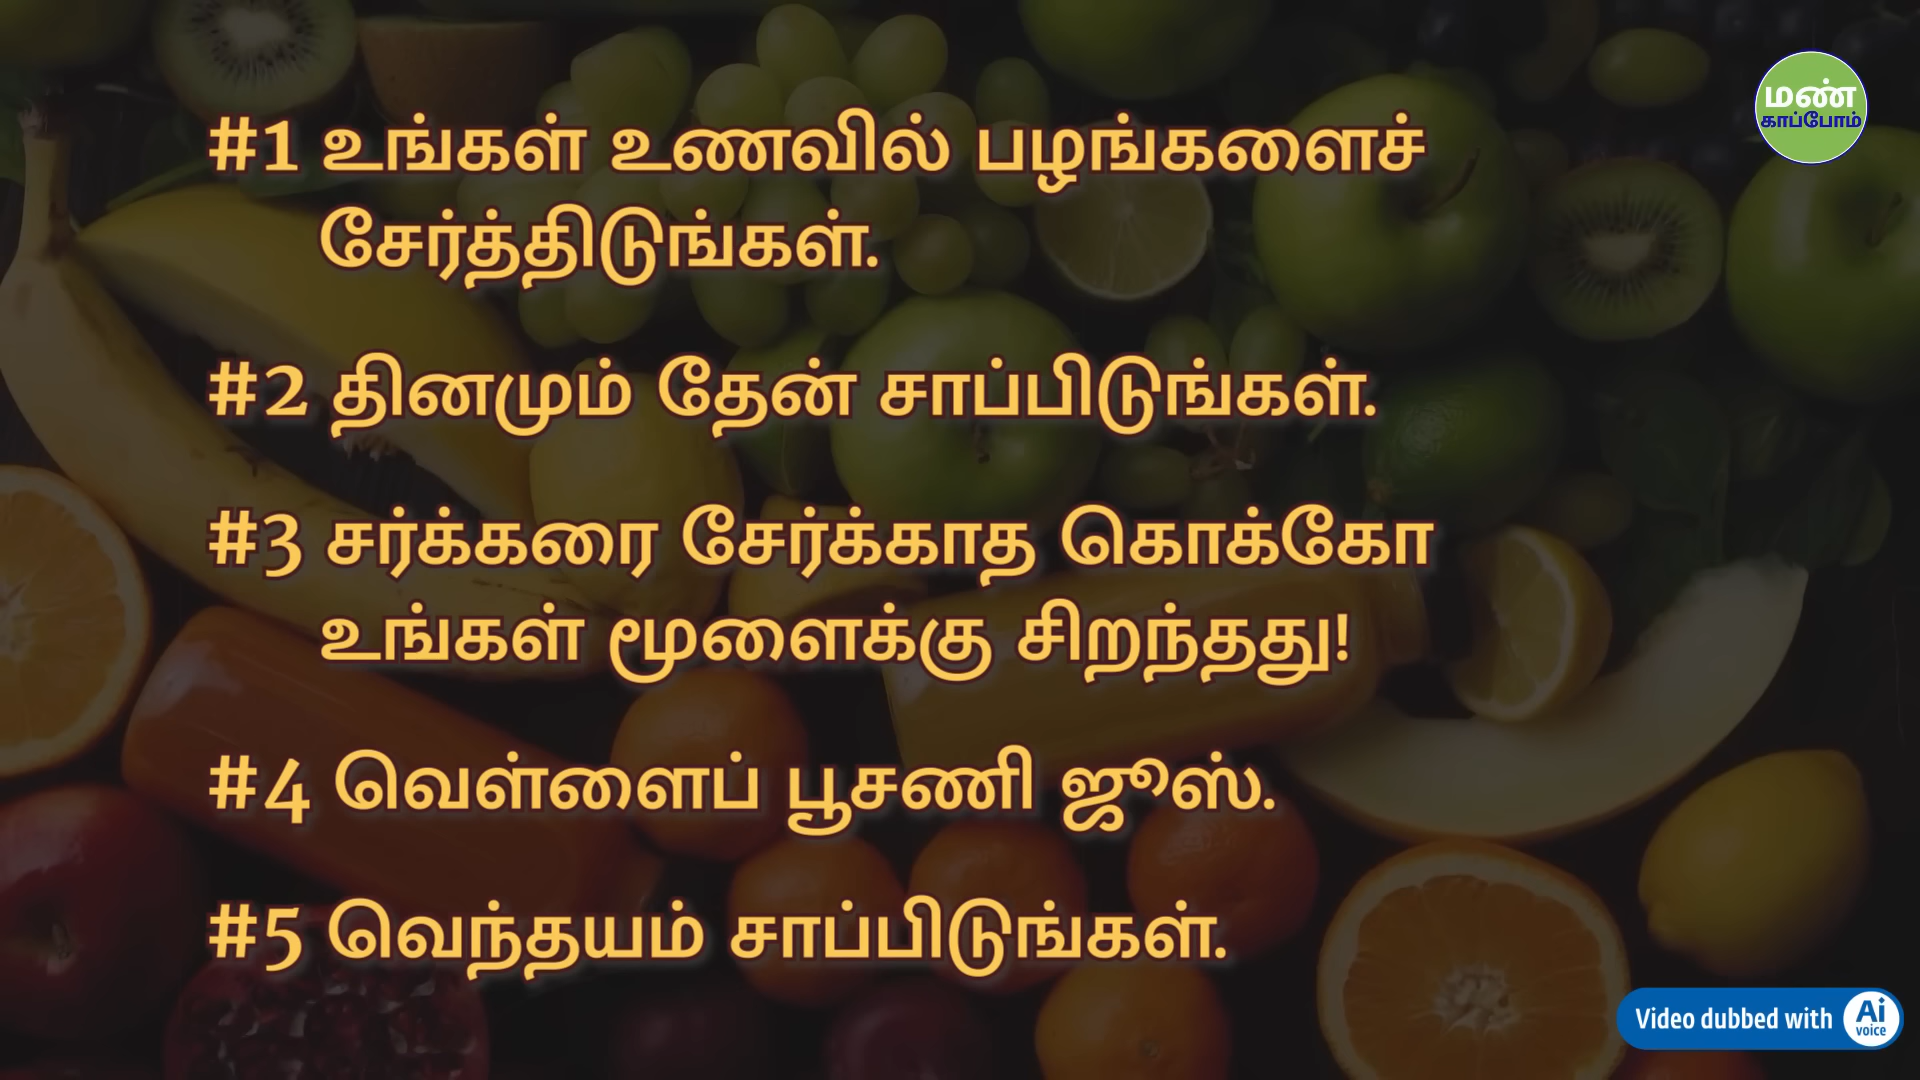 #1 உங்கள் உணவில் பழங்களைச்
சேர்த்திடுங்கள்.
#2 தினமும் தேன் சாப்பிடுங்கள்.
#3 சர்க்கரை சேர்க்காத கொக்கோ
உங்கள் மூளைக்கு சிறந்தது!
#4 வெள்ளைப் பூசணி ஜூஸ்.
#5 வெந்தயம் சாப்பிடுங்கள்.
மண்
காப்போம்
Video dubbed with Ai
voice